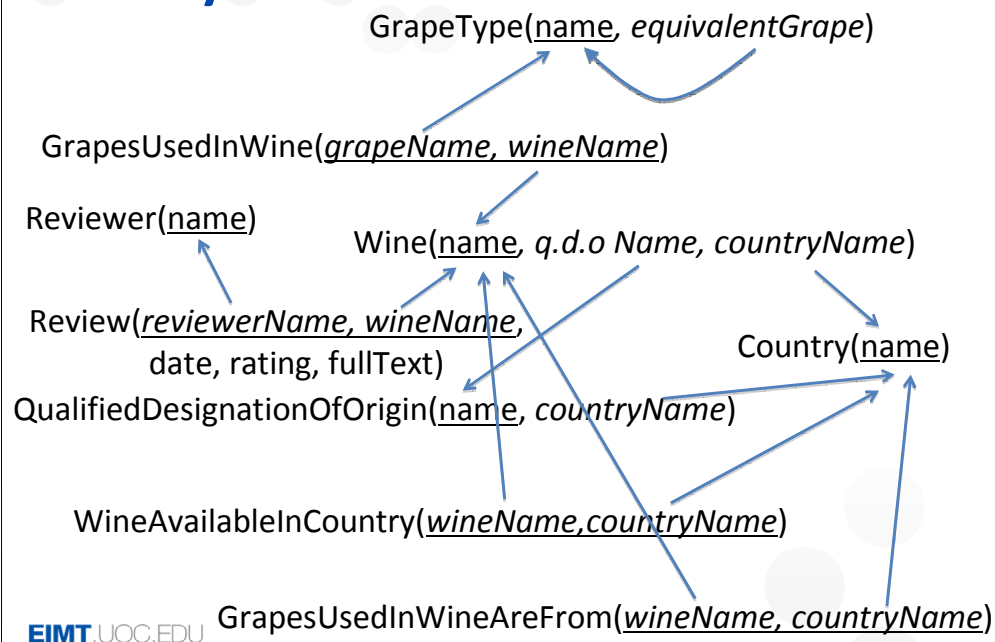 GrapeType(name, equivalentGrape)
GrapesUsedInWine(grapeName, wineName)
Reviewer(name)
Wine(name, q.d.o Name, countryName)
Review(reviewerName, wineName,
date, rating, fullText)
Country(name)
QualifiedDesignationOfOrigin(name, countryName)
WineAvailableInCountry(wineName,countryName)
GrapesUsedInWineAreFrom(wineName, countryName)
EIMT.UOC.EDU